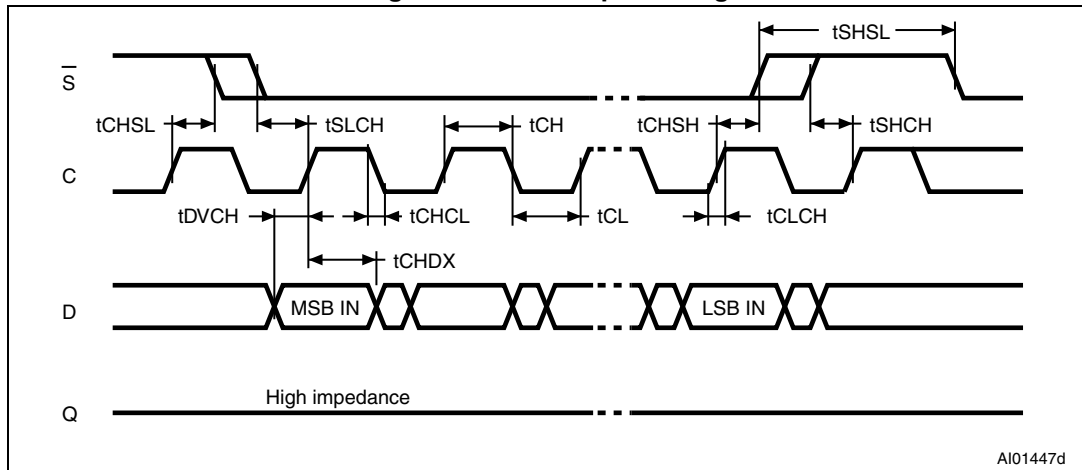 tSHSL
S
tCHSL
tSLCH
tCH
tCHSH
tSHCH
C
tDVCH
tCHCL
tCL
tCLCH
tCHDX
D
MSB IN
LSB IN
High impedance
Q
AI01447d